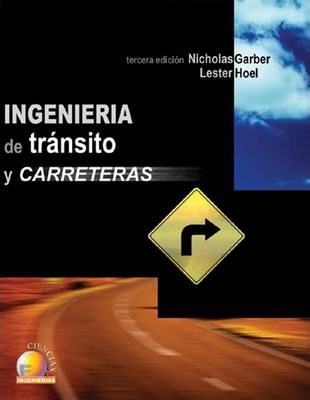 tercera edición Nicholas Garber
Lester Hoel
INGENIERIA
de tránsito
y CARRETERAS
CIENCIAS
INGENIERIAS